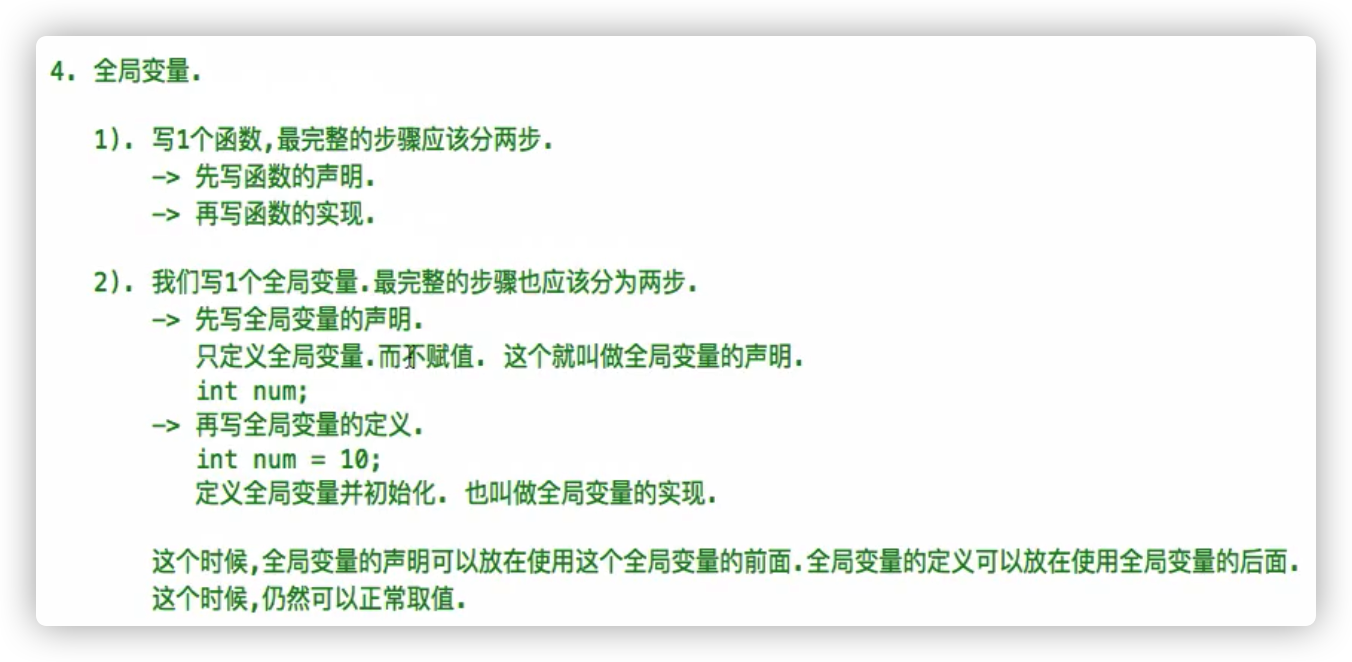 4. 全局变量.
1). 写1个函数,最完整的步骤应该分两步.
—> 先写函数的声明.
—> 再写函数的实现.
2). 我们写1个全局变量.最完整的步骤也应该分为两步.
—> 先写全局变量的声明.
只定义全局变量.而不赋值. 这个就叫做全局变量的声明.
int num;
—> 再写全局变量的定义.
int num = 10;
定义全局变量并初始化. 也叫做全局变量的实现.
这个时候,全局变量的声明可以放在使用这个全局变量的前面.全局变量的定义可以放在使用全局变量的后面.
这个时候,仍然可以正常取值.